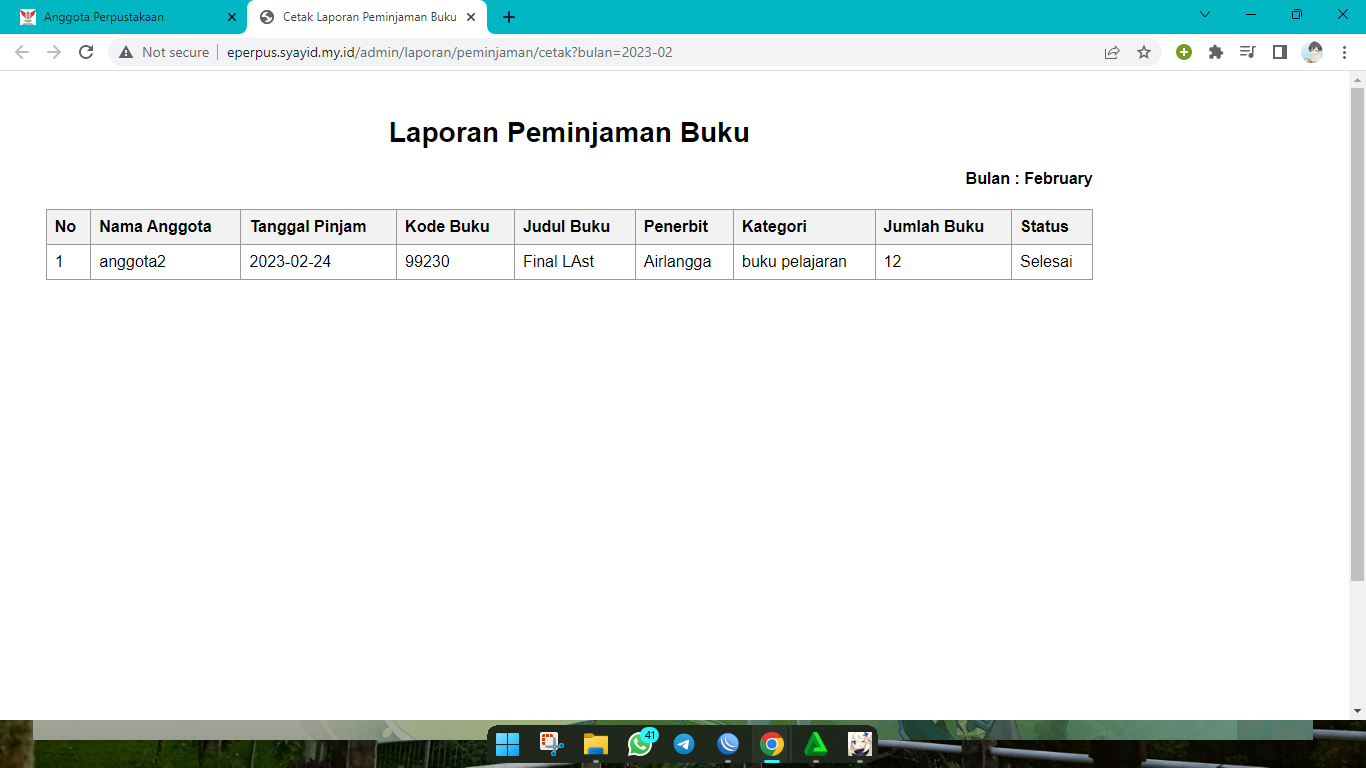 Anggota Perpustakaan
Cetak Laporan Peminjaman Buku
Not secure
eperpus.syayid.my.id/admin/laporan/peminjaman/cetak?bulan=2023-02
Laporan Peminjaman Buku
Bulan : February
No Nama Anggota Tanggal Pinjam Kode Buku Judul Buku Penerbit Kategori Jumlah Buku Status
1 anggota2 2023-02-24 99230 Final LAst Airlangga buku pelajaran 12 Selesai
41